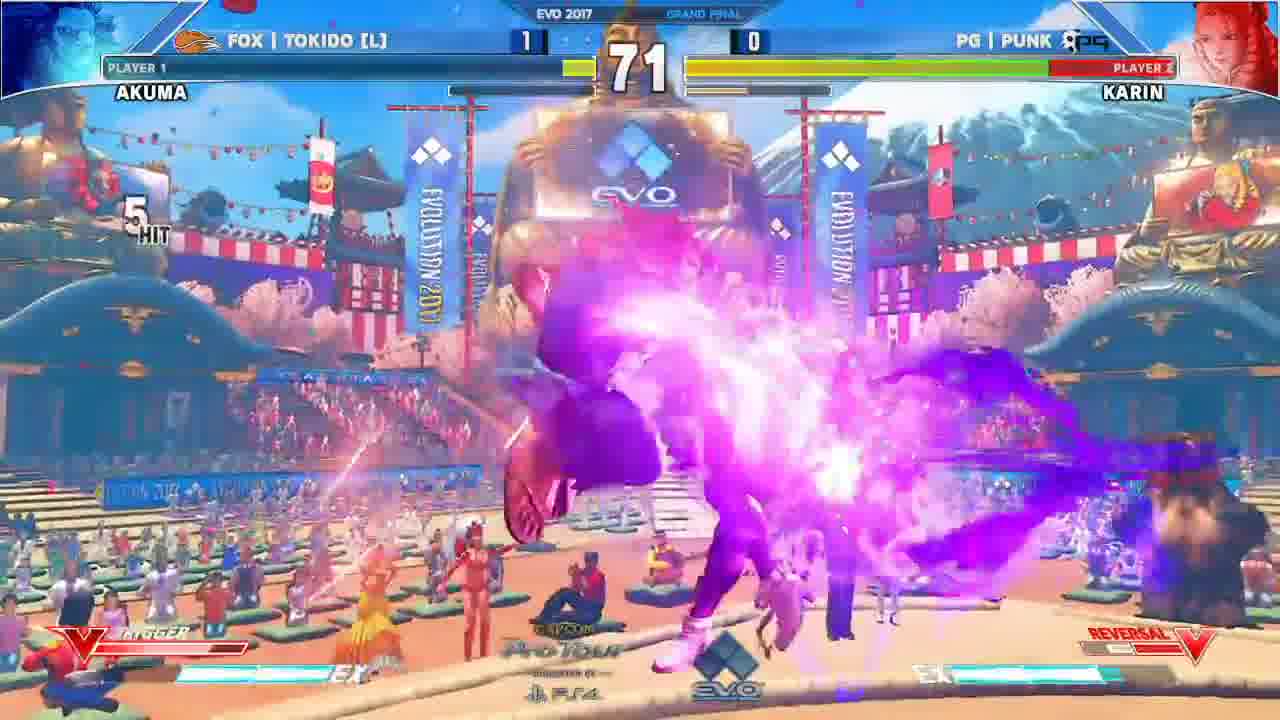 EVO 2017 GRAND FINAL
FOX | TOKIDO [L] 1 71 0 PG | PUNK
PLAYER 1 PLAYER 2
AKUMA KARIN
EVO
5
HIT
EVOLUTION 2017
EVOLUTION
TRIGGER
REVERSAL
EX
EX
CAPCOM
PRO TOUR
PS4
EVO